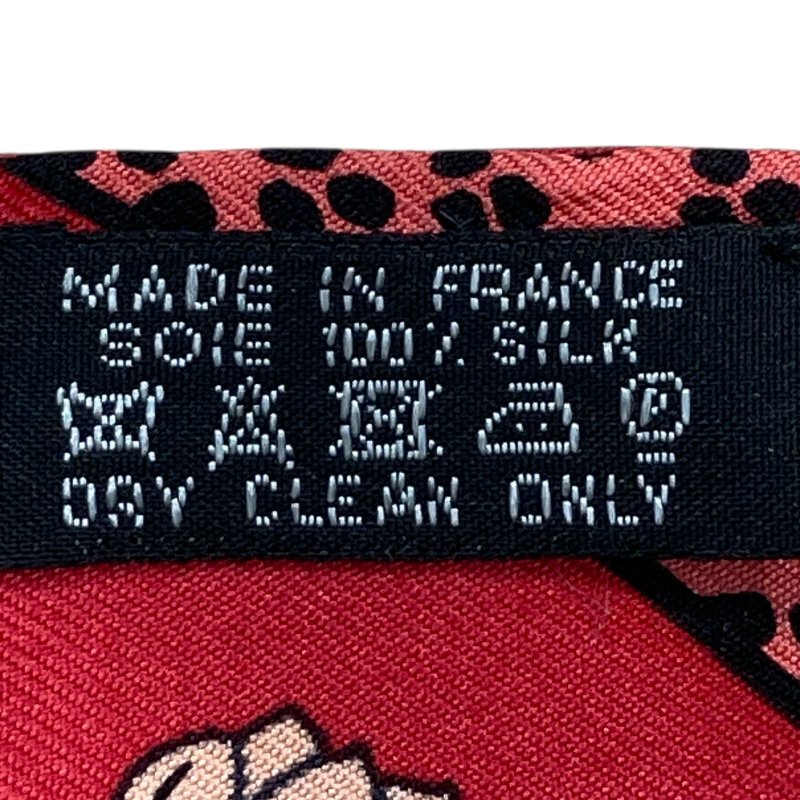 MADE IN FRANCE
SOIE 100% SILK
F
DRY CLEAN ONLY